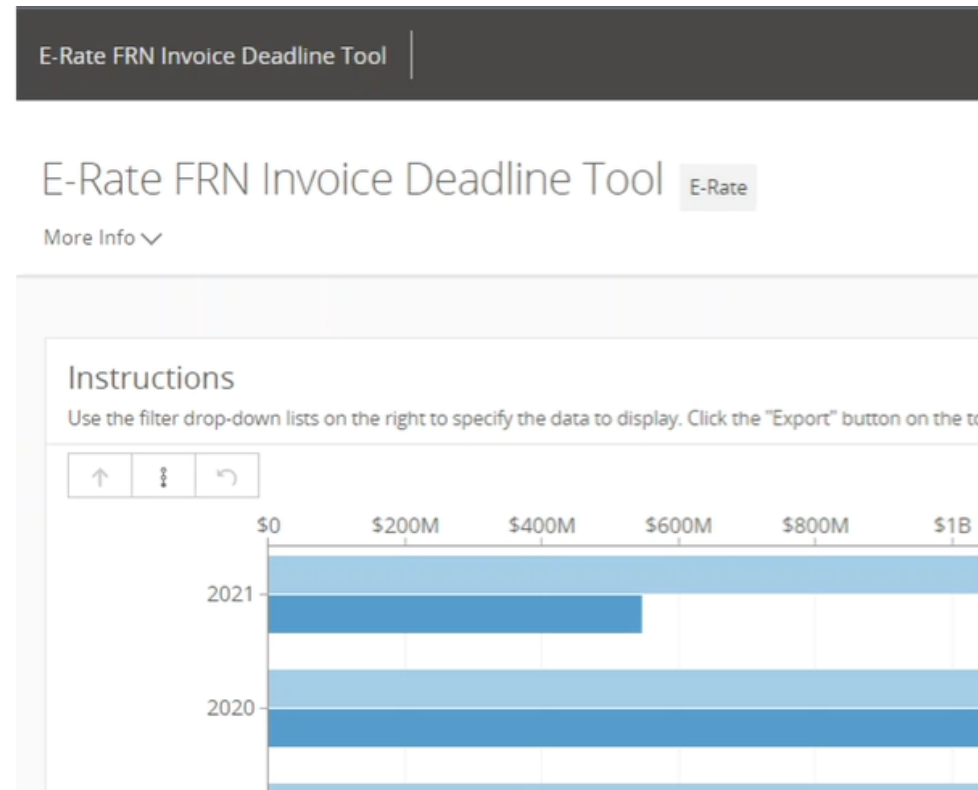 E-Rate FRN Invoice Deadline Tool
E-Rate FRN Invoice Deadline Tool E-Rate
More Info
Instructions
Use the filter drop-down lists on the right to specify the data to display. Click the "Export" button on the
$0 $200M $400M $600M $800M $1B
2021
2020